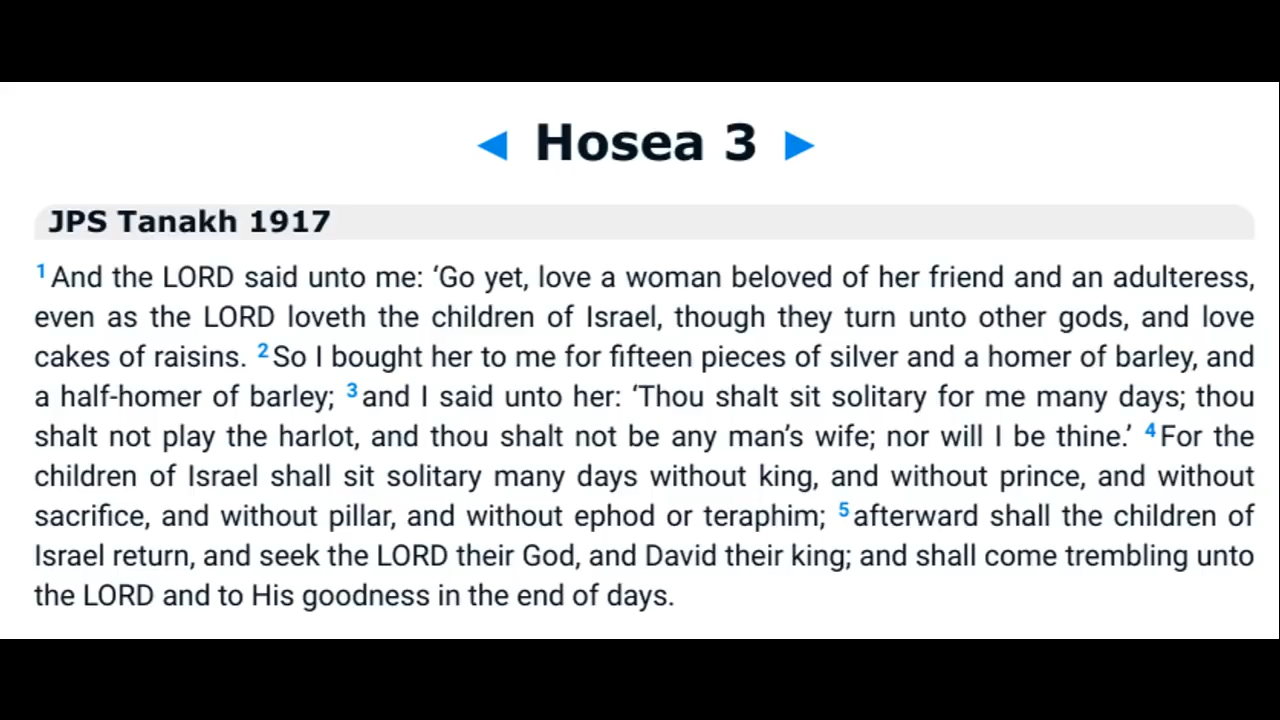 ◄ Hosea 3 ►
JPS Tanakh 1917
1 And the LORD said unto me: ‘Go yet, love a woman beloved of her friend and an adulteress,
even as the LORD loveth the children of Israel, though they turn unto other gods, and love
cakes of raisins. 2 So I bought her to me for fifteen pieces of silver and a homer of barley, and
a half-homer of barley; 3 and I said unto her: ‘Thou shalt sit solitary for me many days; thou
shalt not play the harlot, and thou shalt not be any man’s wife; nor will I be thine.’ 4 For the
children of Israel shall sit solitary many days without king, and without prince, and without
sacrifice, and without pillar, and without ephod or teraphim; 5 afterward shall the children of
Israel return, and seek the LORD their God, and David their king; and shall come trembling unto
the LORD and to His goodness in the end of days.